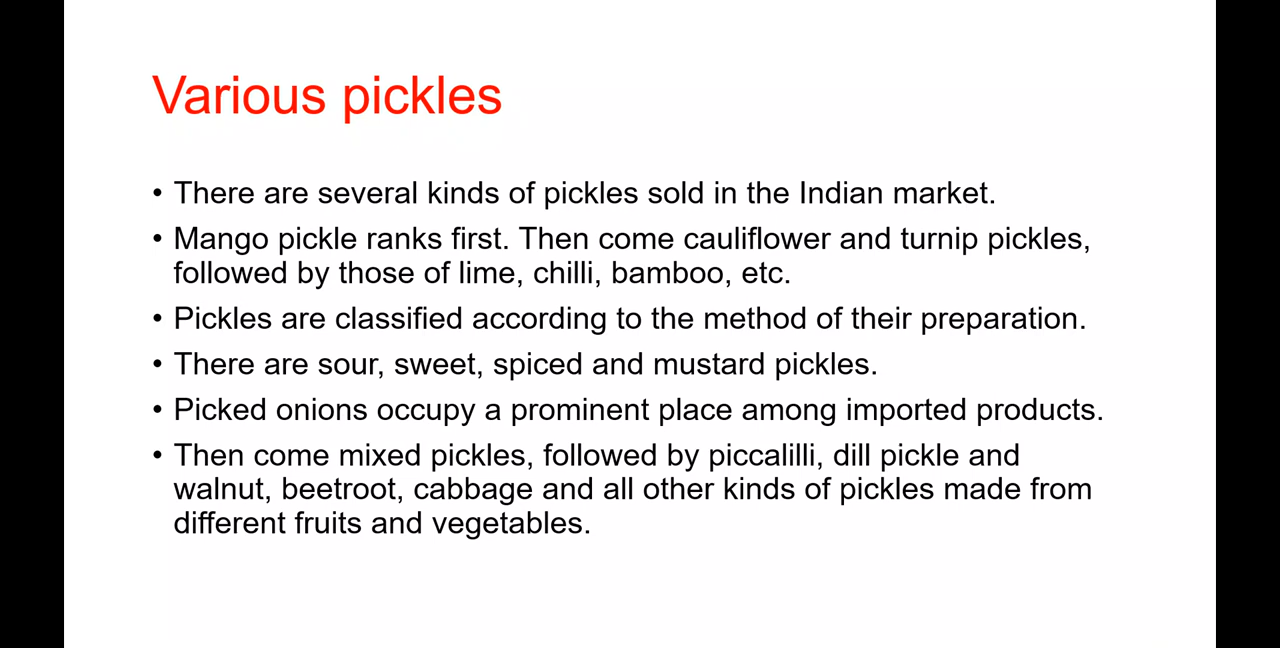 Various pickles
• There are several kinds of pickles sold in the Indian market.
• Mango pickle ranks first. Then come cauliflower and turnip pickles,
followed by those of lime, chilli, bamboo, etc.
• Pickles are classified according to the method of their preparation.
• There are sour, sweet, spiced and mustard pickles.
• Picked onions occupy a prominent place among imported products.
• Then come mixed pickles, followed by piccalilli, dill pickle and
walnut, beetroot, cabbage and all other kinds of pickles made from
different fruits and vegetables.